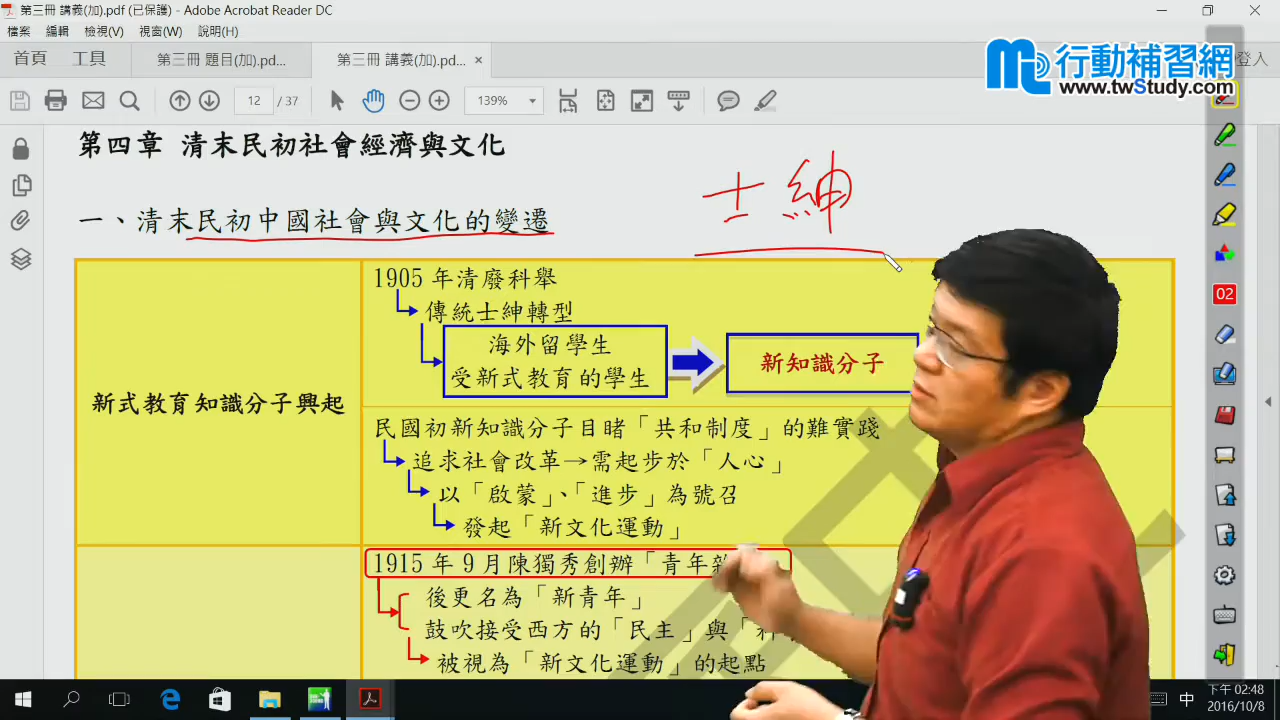 第三冊 講義(加).pdf (已保護) - Adobe Acrobat Reader DC
檔案 編輯 檢視(V) 視窗(W) 說明(H)
首頁 工具 第三冊 題目(加).pd... 第三冊 講義(加).pd... × 登入
行動補習網
www.twStudy.com
12 / 37 139%
第四章 清末民初社會經濟與文化
士紳
一、清末民初中國社會與文化的變遷
1905 年清廢科舉
傳統士紳轉型
海外留學生
受新式教育的學生
新知識分子
新式教育知識分子興起
民國初新知識分子目睹「共和制度」的難實踐
追求社會改革→需起步於「人心」
以「啟蒙」、「進步」為號召
發起「新文化運動」
1915 年 9 月陳獨秀創辦「青年
後更名為「新青年」
鼓吹接受西方的「民主」與「
被視為「新文化運動」的起點
02
中
下午 02:48
2016/10/8